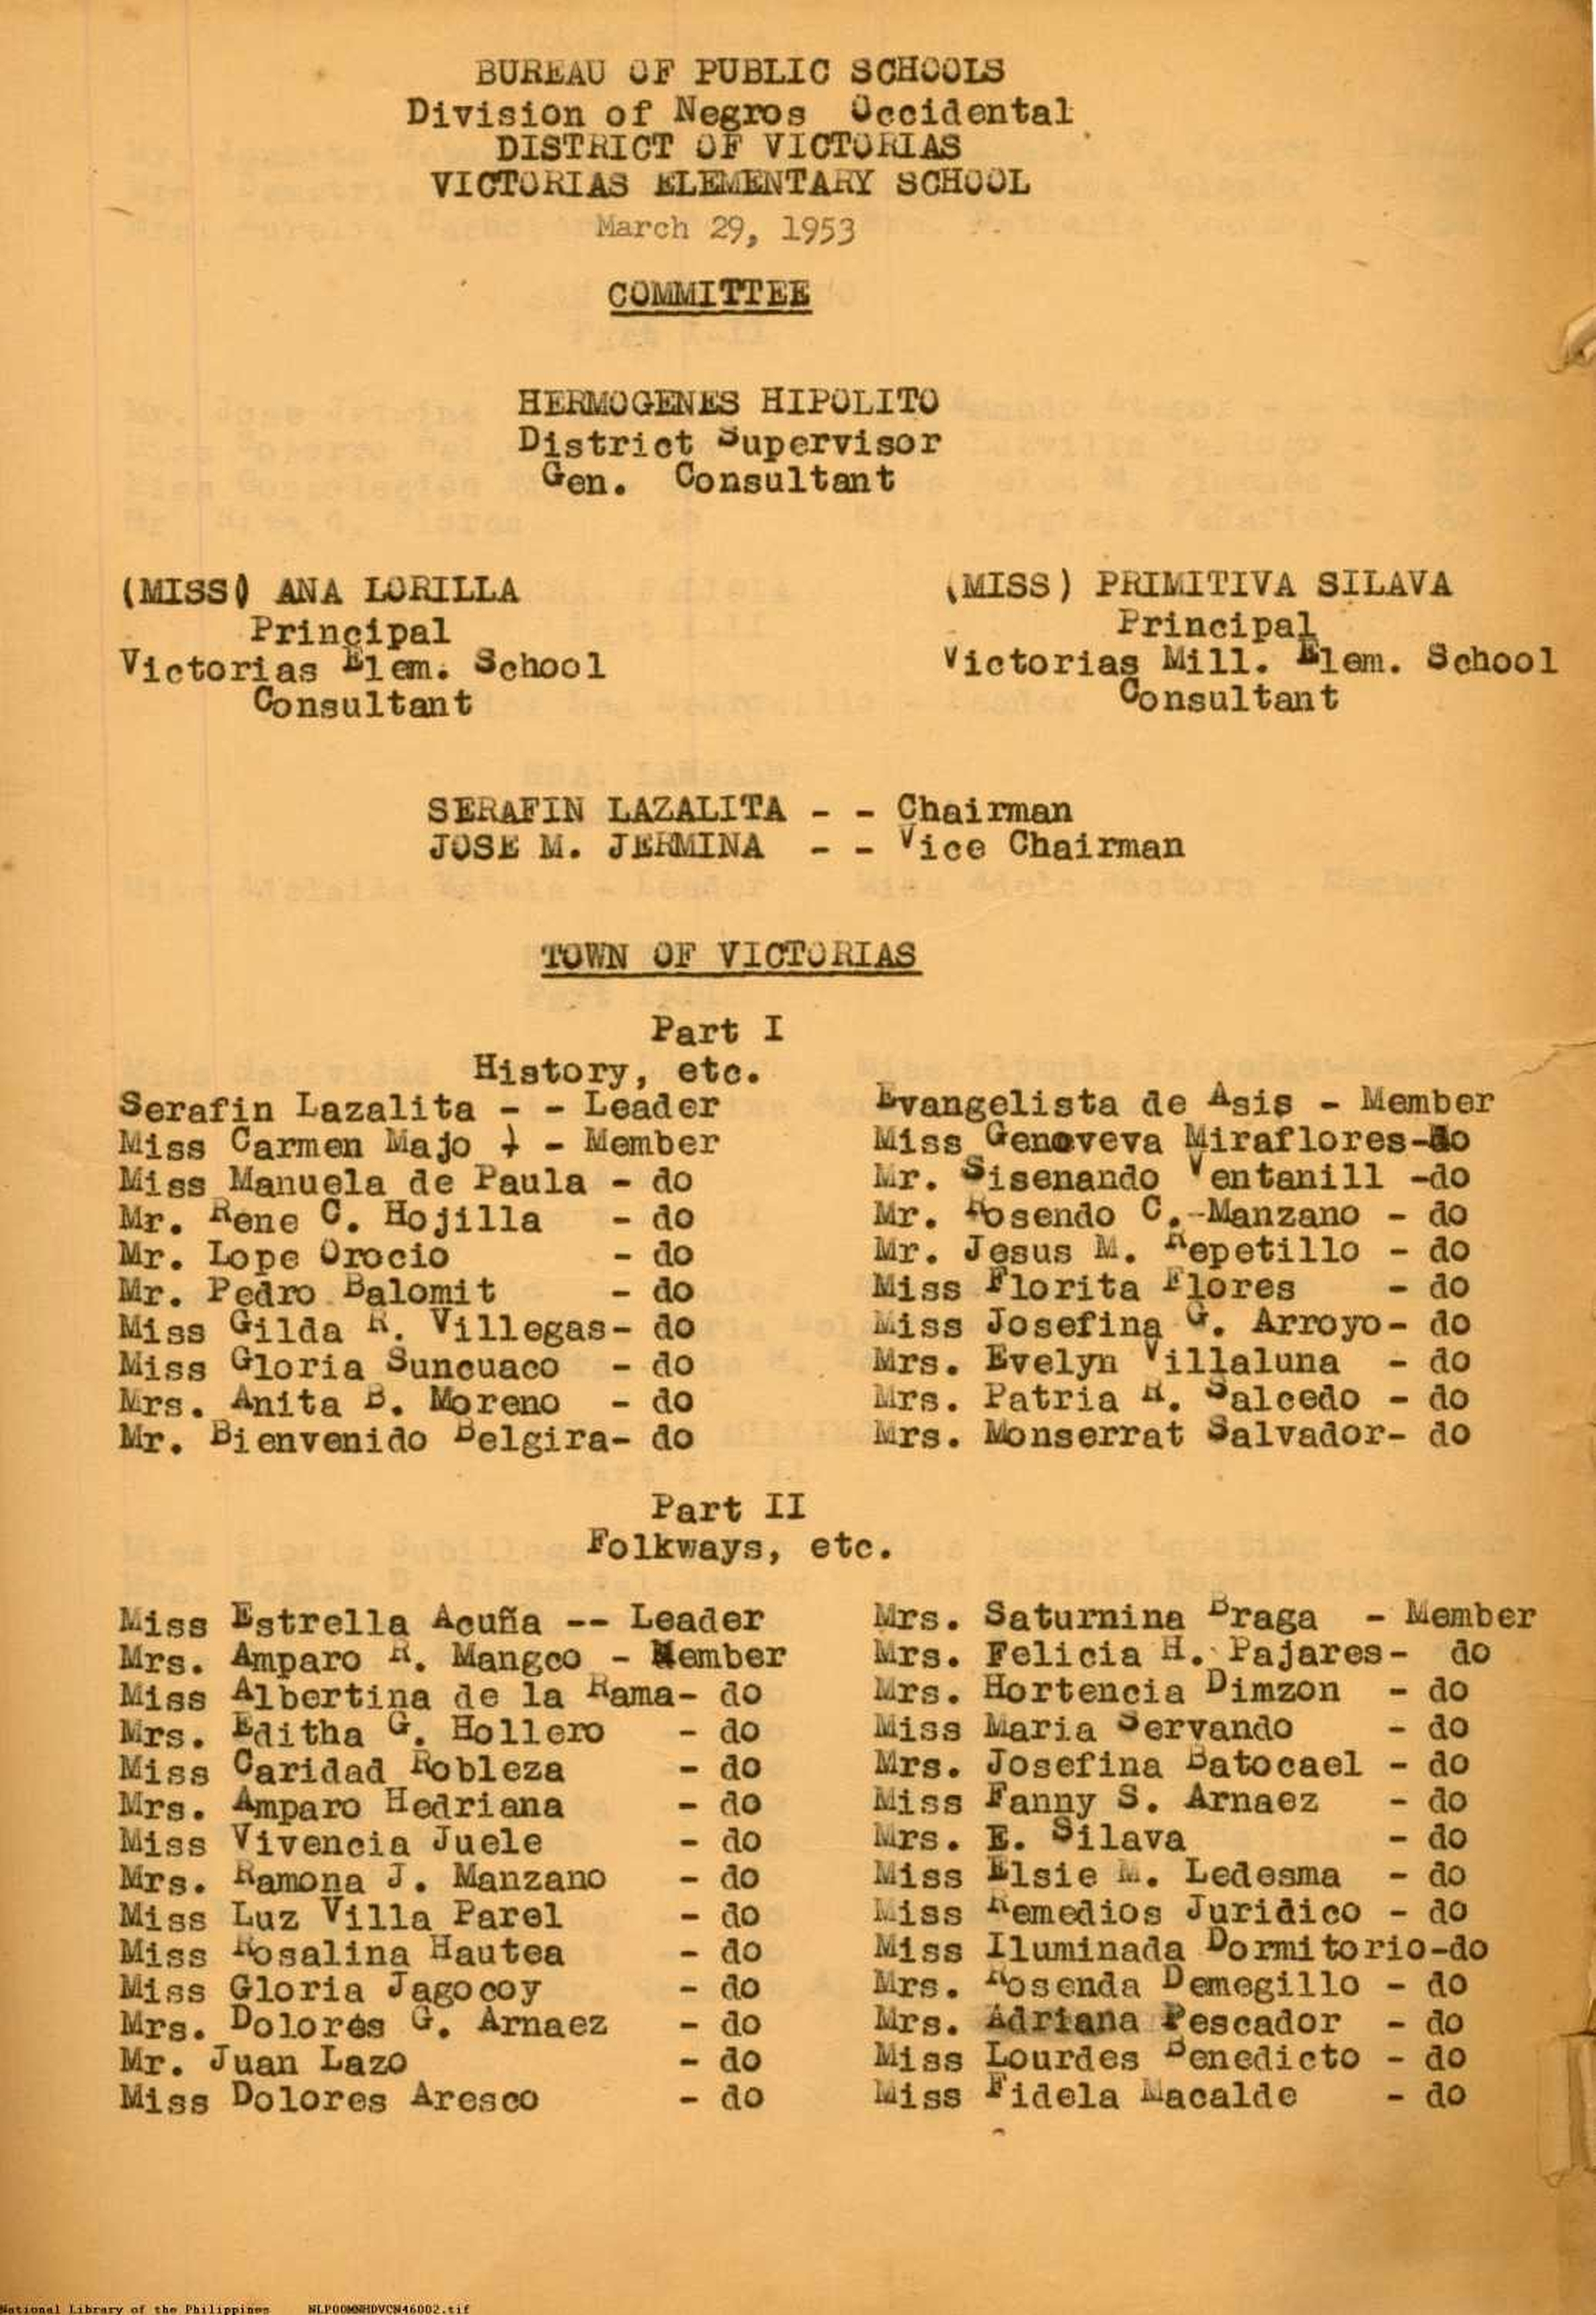 BUREAU OF PUBLIC SCHOOLS
Division of Negros Occidental
DISTRICT OF VICTORIAS
VICTORIAS ELEMENTARY SCHOOL
March 29, 1953
COMMITTEE
HERMOGENES HIPOLITO
District Supervisor
Gen. Consultant
(MISS) ANA LORILLA
Principal
Victorias Elem. School
Consultant
(MISS) PRIMITIVA SILAVA
Principal
Victorias Mill. Elem. School
Consultant
SERAFIN LAZALITA - - Chairman
JOSE M. JERMINA - - Vice Chairman
TOWN OF VICTORIAS
Part I
History, etc.
Serafin Lazalita - - Leader
Miss Carmen Majo - - Member
Miss Manuela de Paula - do
Mr. Rene C. Hojilla - do
Mr. Lope Orocio - do
Mr. Pedro Balomit - do
Miss Gilda R. Villegas- do
Miss Gloria Suncuaco - do
Mrs. Anita B. Moreno - do
Mr. Bienvenido Belgira- do
Evangelista de Asis - Member
Miss Genoveva Miraflores-do
Mr. Sisenando Ventanill -do
Mr. Rosendo C. Manzano - do
Mr. Jesus M. Repetillo - do
Miss Florita Flores - do
Miss Josefina G. Arroyo- do
Mrs. Evelyn Villaluna - do
Mrs. Patria R. Salcedo - do
Mrs. Monserrat Salvador- do
Part II
Folkways, etc.
Miss Estrella Acuña -- Leader
Mrs. Amparo R. Mangco - Member
Miss Albertina de la Rama- do
Mrs. Editha G. Hollero - do
Miss Caridad Robleza - do
Mrs. Amparo Hedriana - do
Miss Vivencia Juele - do
Mrs. Ramona J. Manzano - do
Miss Luz Villa Parel - do
Miss Rosalina Hautea - do
Miss Gloria Jagocoy - do
Mrs. Dolores G. Arnaez - do
Mr. Juan Lazo - do
Miss Dolores Aresco - do
Mrs. Saturnina Braga - Member
Mrs. Felicia H. Pajares- do
Mrs. Hortencia Dimzon - do
Miss Maria Servando - do
Mrs. Josefina Batocael - do
Miss Fanny S. Arnaez - do
Mrs. E. Silava - do
Miss Elsie M. Ledesma - do
Miss Remedios Juridico - do
Miss Iluminada Dormitorio-do
Mrs. Rosenda Demegillo - do
Mrs. Adriana Pescador - do
Miss Lourdes Benedicto - do
Miss Fidela Macalde - do
National Library of the Philippines NLP00MNHDVCN46002.tif